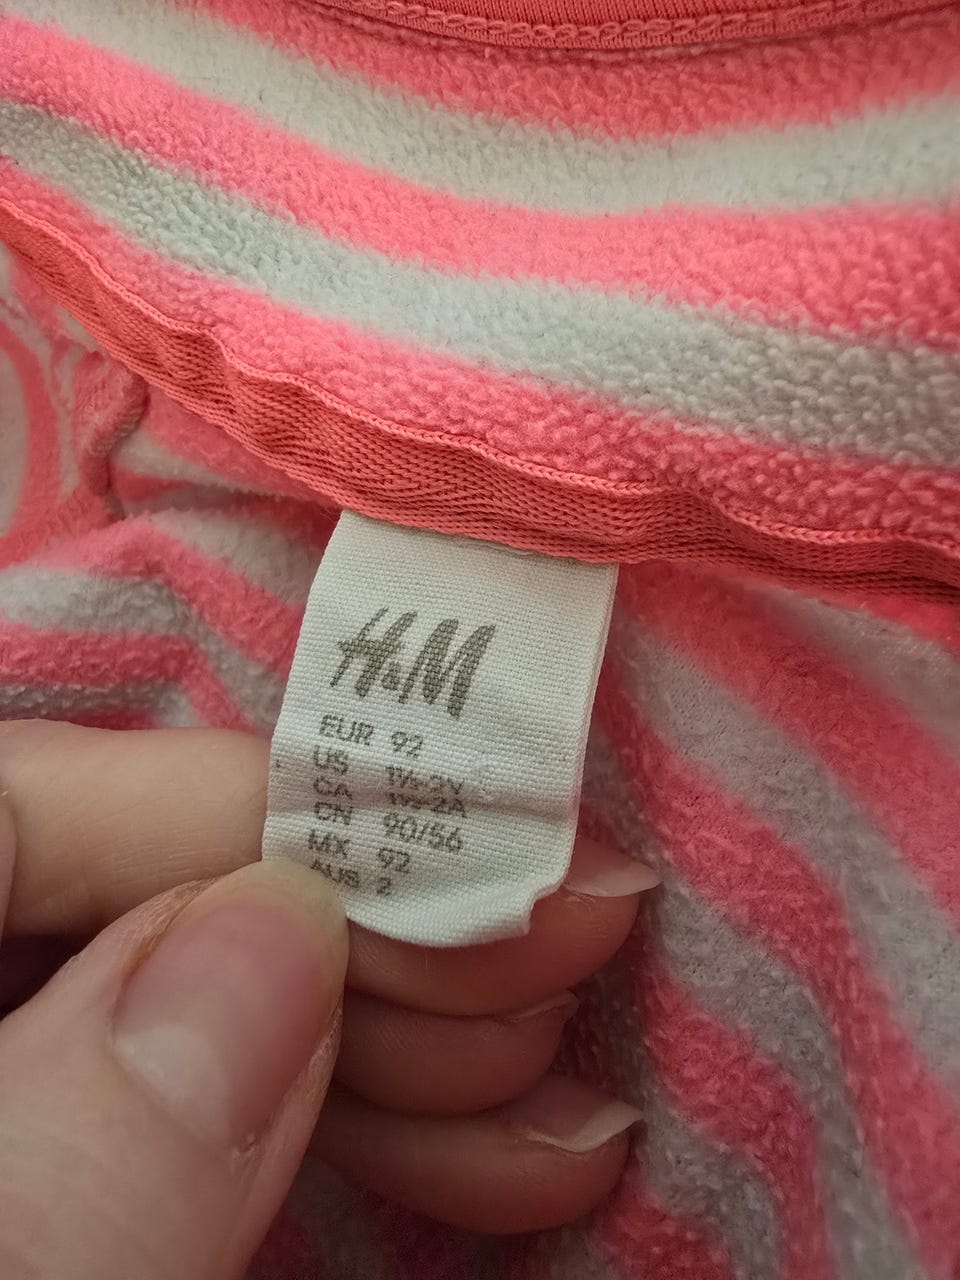 H&M
EUR 92
US 1½-2Y
CA 1½-2A
CN 90/56
MX 92
AUS 2